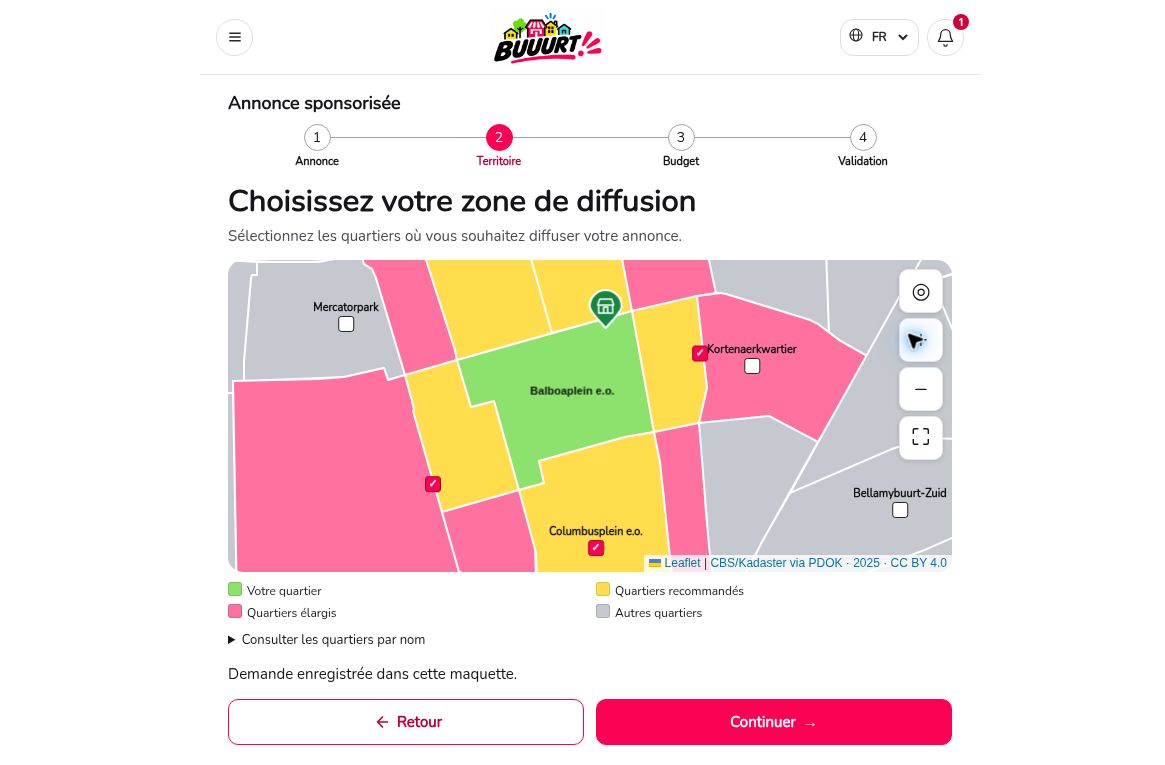 BUUURT!
FR
1
Annonce sponsorisée
1
2
3
4
Annonce
Territoire
Budget
Validation
Choisissez votre zone de diffusion
Sélectionnez les quartiers où vous souhaitez diffuser votre annonce.
Mercatorpark
Kortenaerkwartier
Balboaplein e.o.
Bellamybuurt-Zuid
Columbusplein e.o.
Leaflet | CBS/Kadaster via PDOK · 2025 · CC BY 4.0
Votre quartier
Quartiers recommandés
Quartiers élargis
Autres quartiers
Consulter les quartiers par nom
Demande enregistrée dans cette maquette.
← Retour
Continuer →